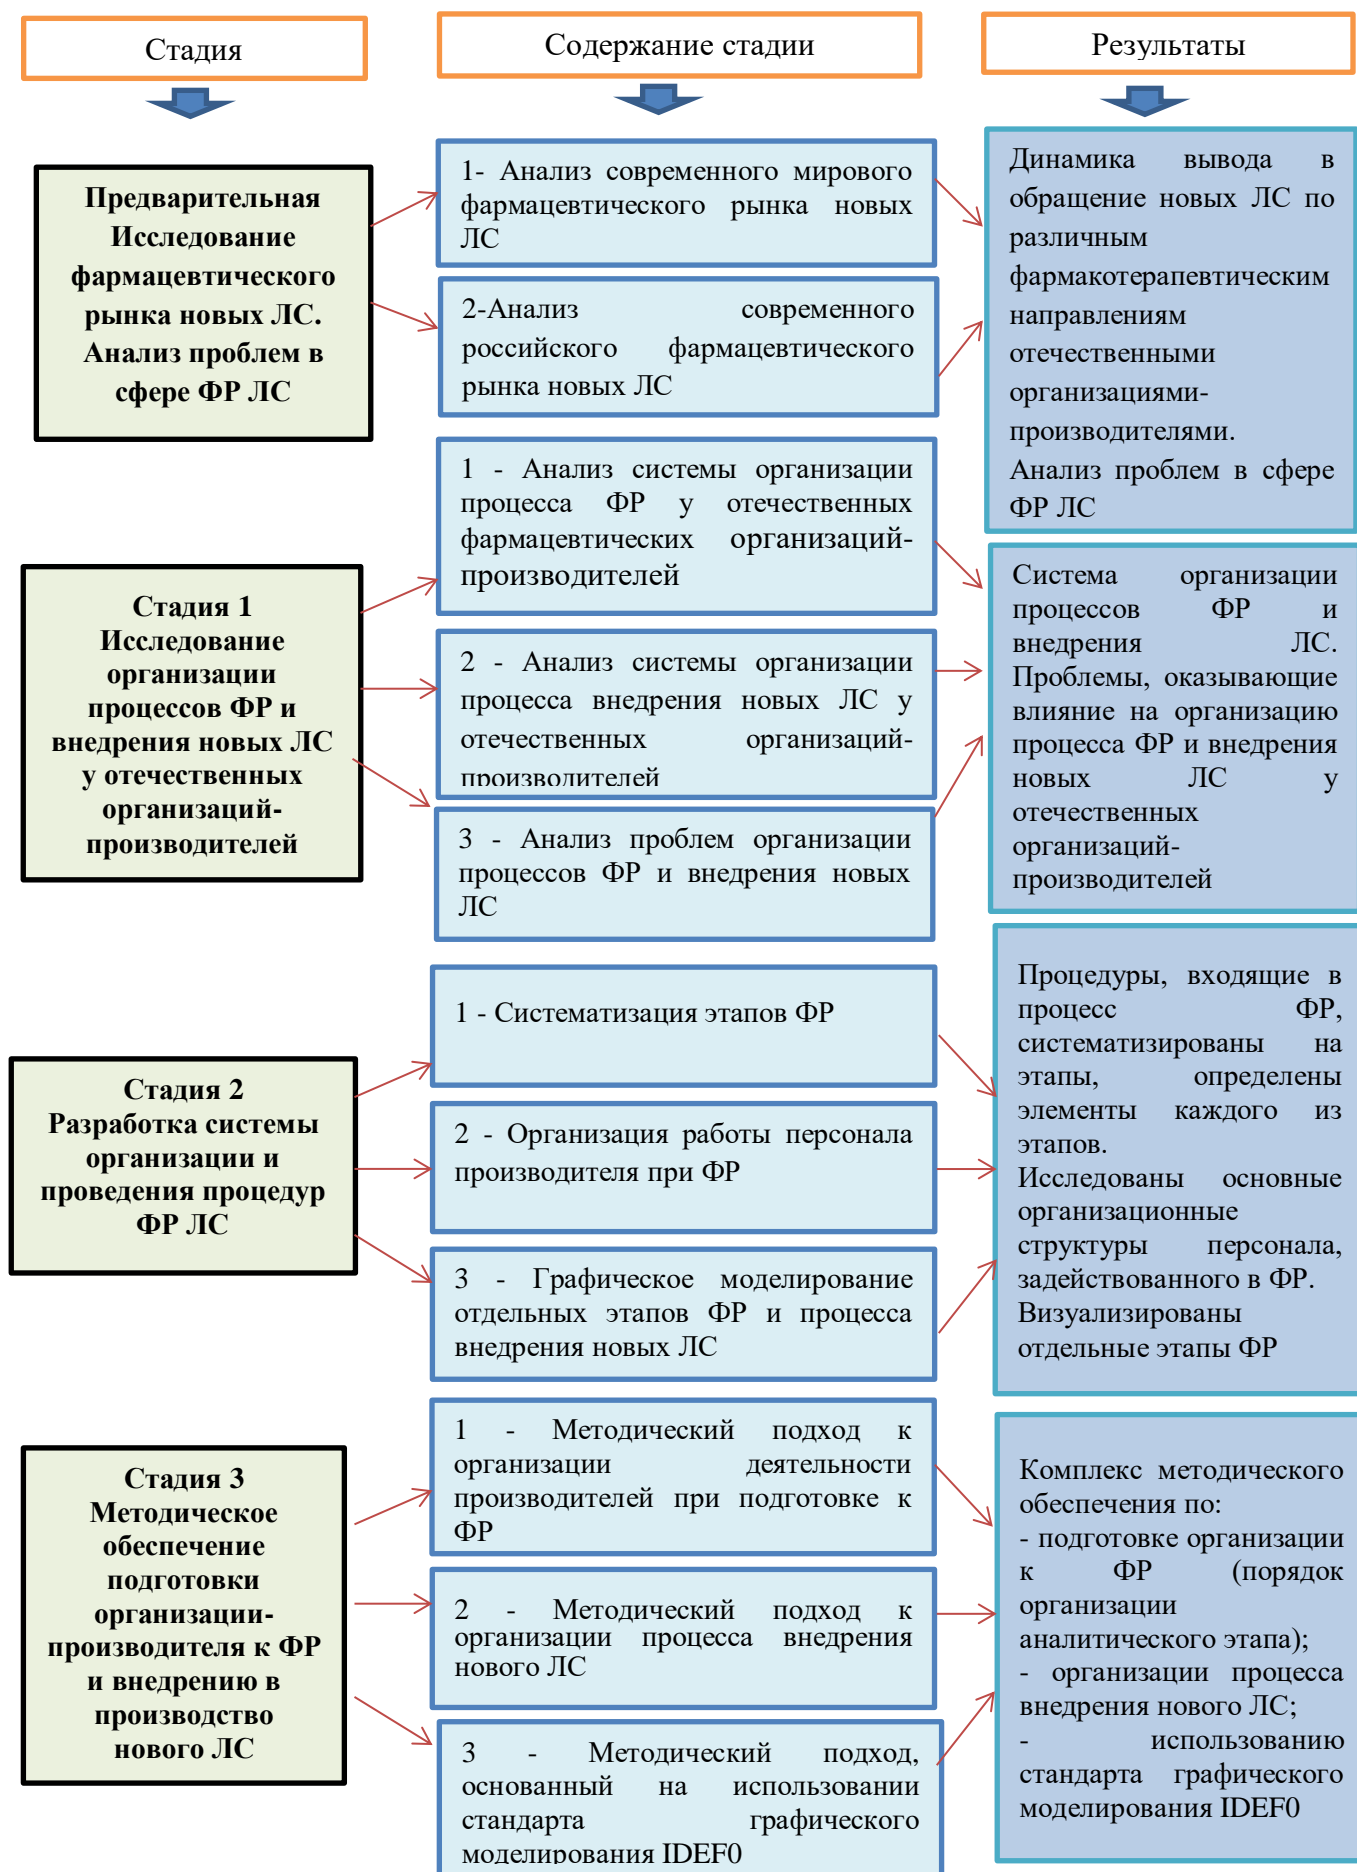 Стадия
Содержание стадии
Результаты
Предварительная
Исследование
фармацевтического
рынка новых ЛС.
Анализ проблем в
сфере ФР ЛС
1- Анализ современного мирового
фармацевтического рынка новых
ЛС
2-Анализ современного
российского фармацевтического
рынка новых ЛС
Динамика вывода в
обращение новых ЛС по
различным
фармакотерапевтическим
направлениям
отечественными
организациями-
производителями.
Анализ проблем в сфере
ФР ЛС
Стадия 1
Исследование
организации
процессов ФР и
внедрения новых ЛС
у отечественных
организаций-
производителей
1 - Анализ системы организации
процесса ФР у отечественных
фармацевтических организаций-
производителей
2 - Анализ системы организации
процесса внедрения новых ЛС у
отечественных организаций-
производителей
3 - Анализ проблем организации
процессов ФР и внедрения новых
ЛС
Система организации
процессов ФР и
внедрения ЛС.
Проблемы, оказывающие
влияние на организацию
процесса ФР и внедрения
новых ЛС у
отечественных
организаций-
производителей
Стадия 2
Разработка системы
организации и
проведения процедур
ФР ЛС
1 - Систематизация этапов ФР
2 - Организация работы персонала
производителя при ФР
3 - Графическое моделирование
отдельных этапов ФР и процесса
внедрения новых ЛС
Процедуры, входящие в
процесс ФР,
систематизированы на
этапы, определены
элементы каждого из
этапов.
Исследованы основные
организационные
структуры персонала,
задействованного в ФР.
Визуализированы
отдельные этапы ФР
Стадия 3
Методическое
обеспечение
подготовки
организации-
производителя к ФР
и внедрению в
производство
нового ЛС
1 - Методический подход к
организации деятельности
производителей при подготовке к
ФР
2 - Методический подход к
организации процесса внедрения
нового ЛС
3 - Методический подход,
основанный на использовании
стандарта графического
моделирования IDEF0
Комплекс методического
обеспечения по:
- подготовке организации
к ФР (порядок
организации
аналитического этапа);
- организации процесса
внедрения нового ЛС;
- использованию
стандарта графического
моделирования IDEF0